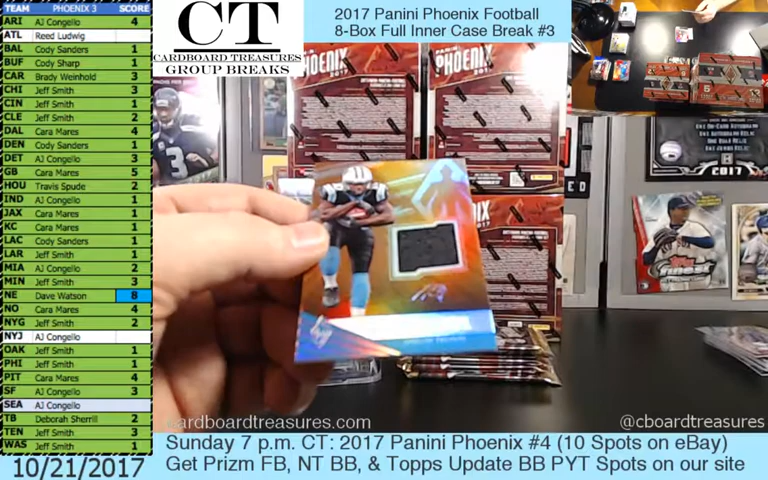 TEAM PHOENIX 3 SCORE
ARI AJ Congello 4
ATL Reed Ludwig
BAL Cody Sanders 1
BUF Cody Sharp 1
CAR Brady Weinhold 3
CHI Jeff Smith 3
CIN Jeff Smith 1
CLE Jeff Smith 2
DAL Cara Mares 4
DEN Cody Sanders 1
DET AJ Congello 3
GB Cara Mares 5
HOU Travis Spude 2
IND AJ Congello 1
JAX Cara Mares 1
KC Cara Mares 1
LAC Cody Sanders 1
LAR Jeff Smith 1
MIA AJ Congello 2
MIN Jeff Smith 3
NE Dave Watson 8
NO Cara Mares 4
NYG Jeff Smith 2
NYJ AJ Congello
OAK Jeff Smith 1
PHI Jeff Smith 1
PIT Cara Mares 4
SF AJ Congello 3
SEA AJ Congello
TB Deborah Sherrill 2
TEN Jeff Smith 3
WAS Jeff Smith 1
10/21/2017
CT
CARDBOARD TREASURES
GROUP BREAKS
2017 Panini Phoenix Football
8-Box Full Inner Case Break #3
PHOENIX
2017
PHOENIX
2017
2017
cardboardtreasures.com
@cboardtreasures
Sunday 7 p.m. CT: 2017 Panini Phoenix #4 (10 Spots on eBay)
Get Prizm FB, NT BB, & Topps Update BB PYT Spots on our site